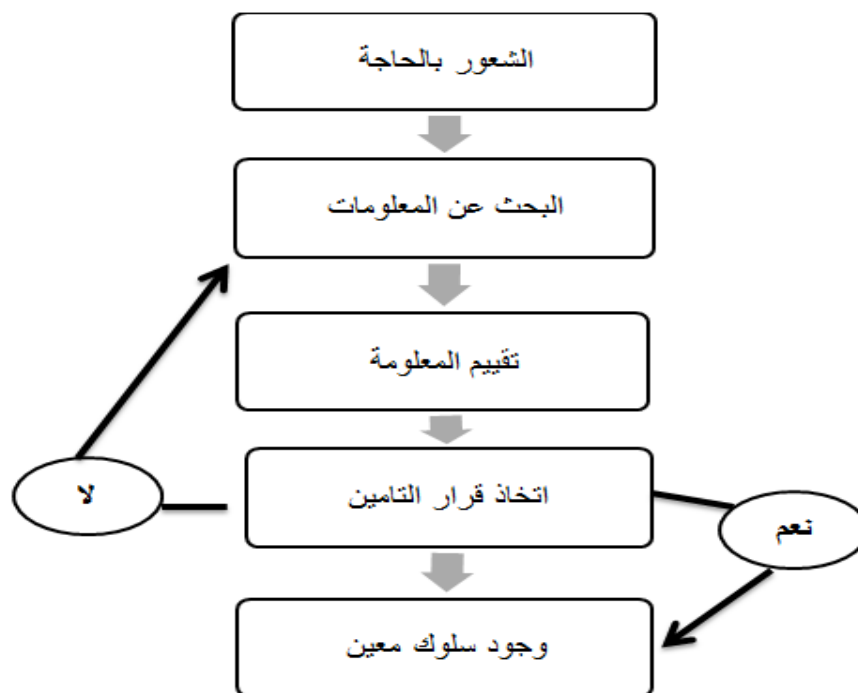 الشعور بالحاجة
البحث عن المعلومات
تقييم المعلومة
اتخاذ قرار التامين
لا
نعم
وجود سلوك معين